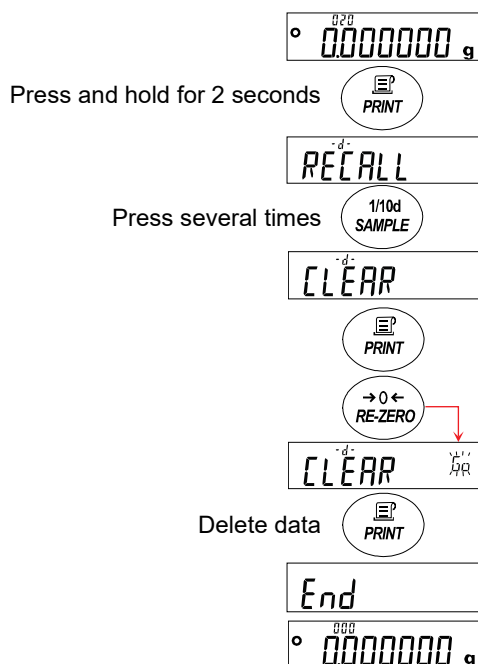 020
0.000000 g
Press and hold for 2 seconds
PRINT
-d-
RECALL
Press several times
1/10d
SAMPLE
-d-
CLEAR
PRINT
→0←
RE-ZERO
-d-
CLEAR Go
Delete data
PRINT
End
000
0.000000 g